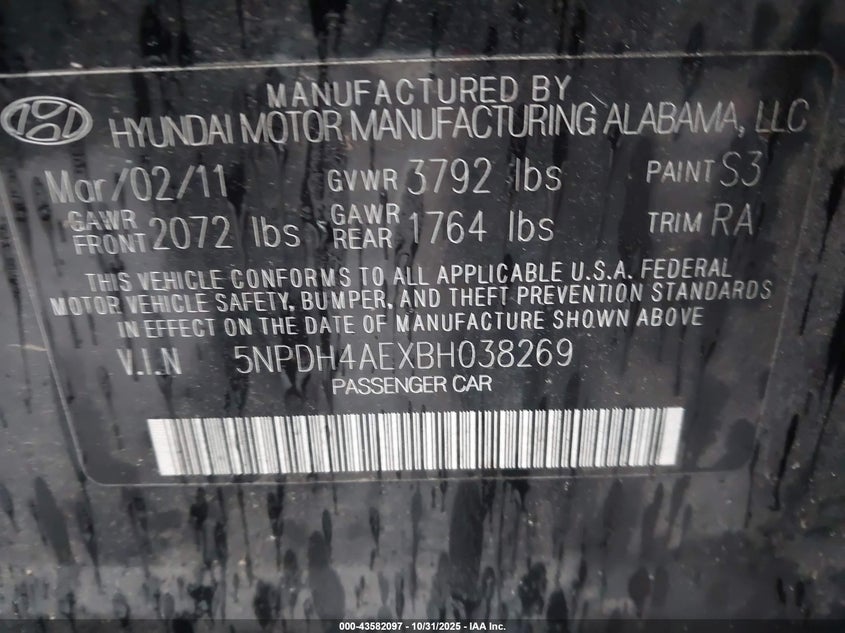 MANUFACTURED BY
HYUNDAI MOTOR MANUFACTURING ALABAMA, LLC
Mar/02/11 GVWR 3792 lbs PAINT S3
GAWR FRONT 2072 lbs GAWR REAR 1764 lbs TRIM RA
THIS VEHICLE CONFORMS TO ALL APPLICABLE U.S.A. FEDERAL
MOTOR VEHICLE SAFETY, BUMPER, AND THEFT PREVENTION STANDARDS
IN EFFECT ON THE DATE OF MANUFACTURE SHOWN ABOVE
V.I.N 5NPDH4AEXBH038269
PASSENGER CAR
000-43582097 - 10/31/2025 - IAA Inc.